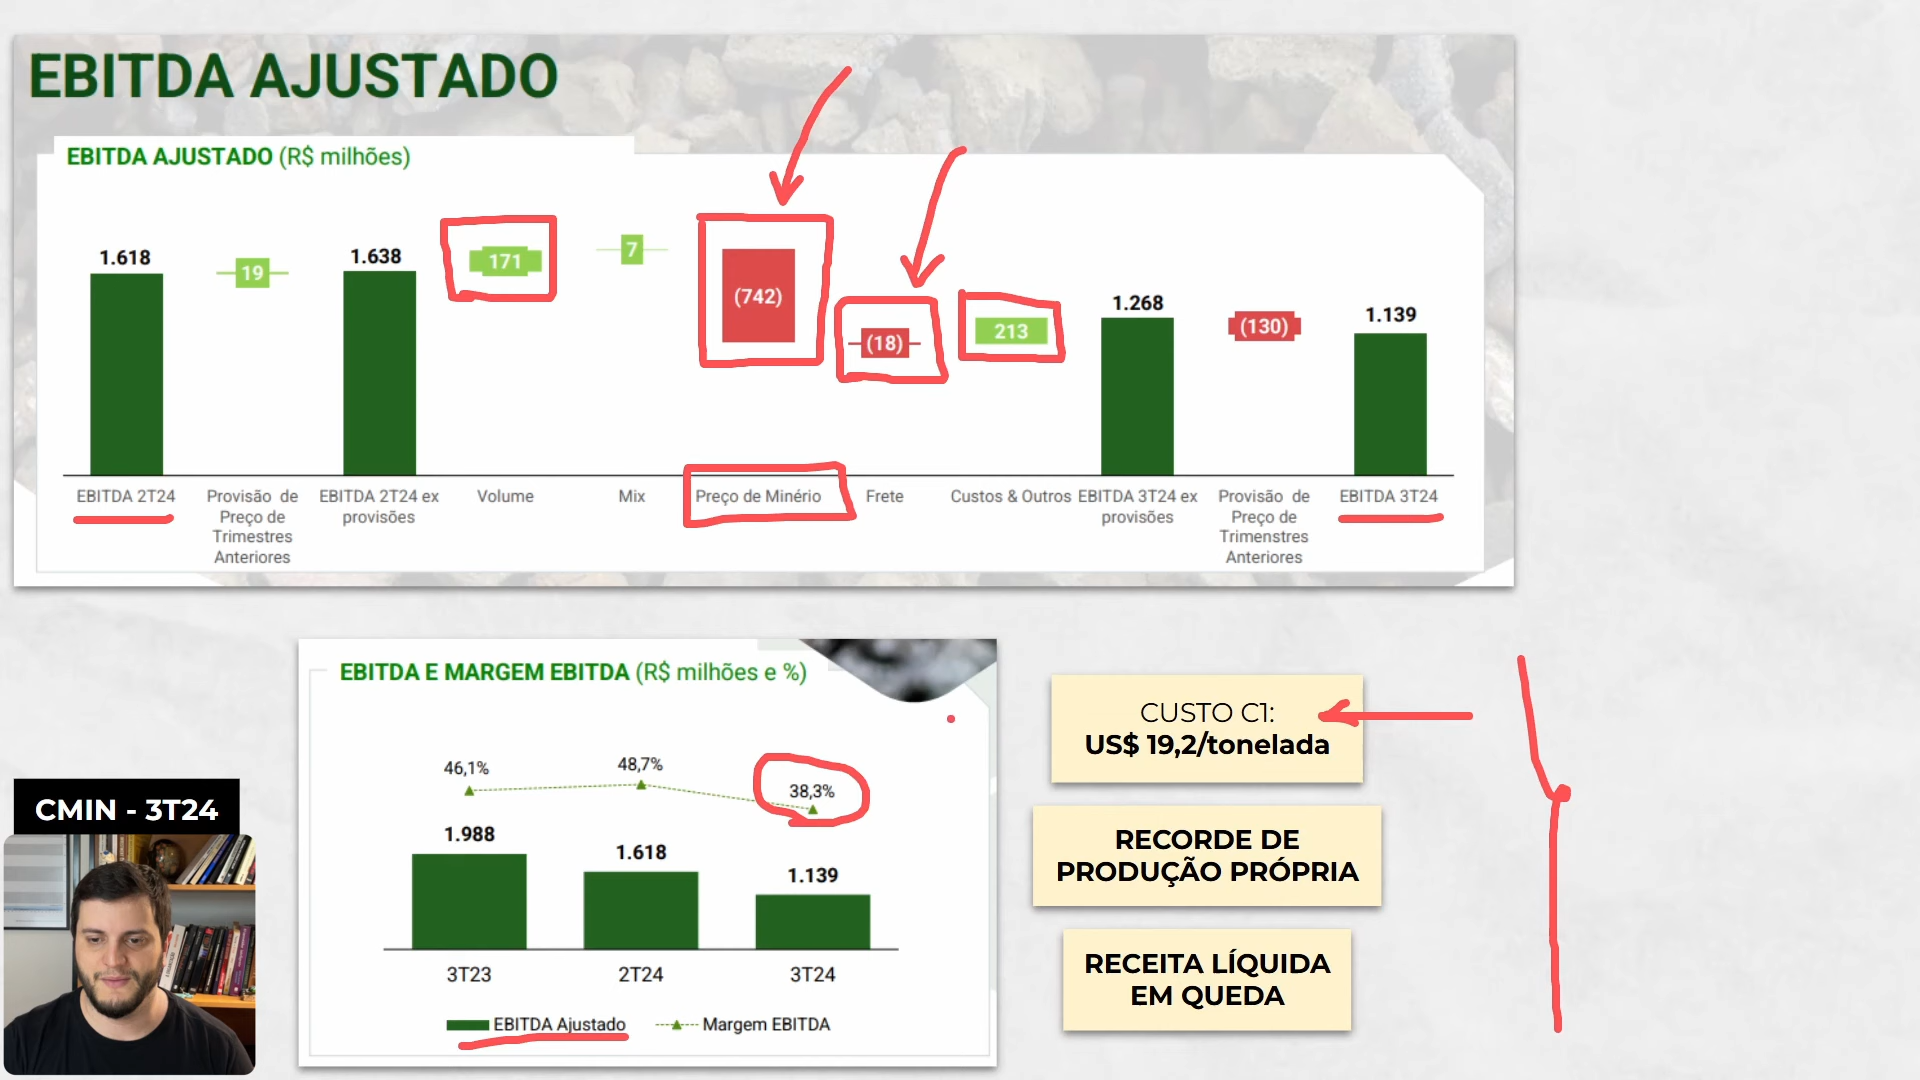 EBITDA AJUSTADO
EBITDA AJUSTADO (R$ milhões)
1.618
19
1.638
171
7
(742)
(18)
213
1.268
(130)
1.139
EBITDA 2T24
Provisão de
Preço de
Trimestres
Anteriores
EBITDA 2T24 ex
provisões
Volume
Mix
Preço de Minério
Frete
Custos & Outros
EBITDA 3T24 ex
provisões
Provisão de
Preço de
Trimenstres
Anteriores
EBITDA 3T24
EBITDA E MARGEM EBITDA (R$ milhões e %)
46,1%
48,7%
38,3%
1.988
1.618
1.139
3T23
2T24
3T24
EBITDA Ajustado
Margem EBITDA
CUSTO C1:
US$ 19,2/tonelada
RECORDE DE
PRODUÇÃO PRÓPRIA
RECEITA LÍQUIDA
EM QUEDA
CMIN - 3T24